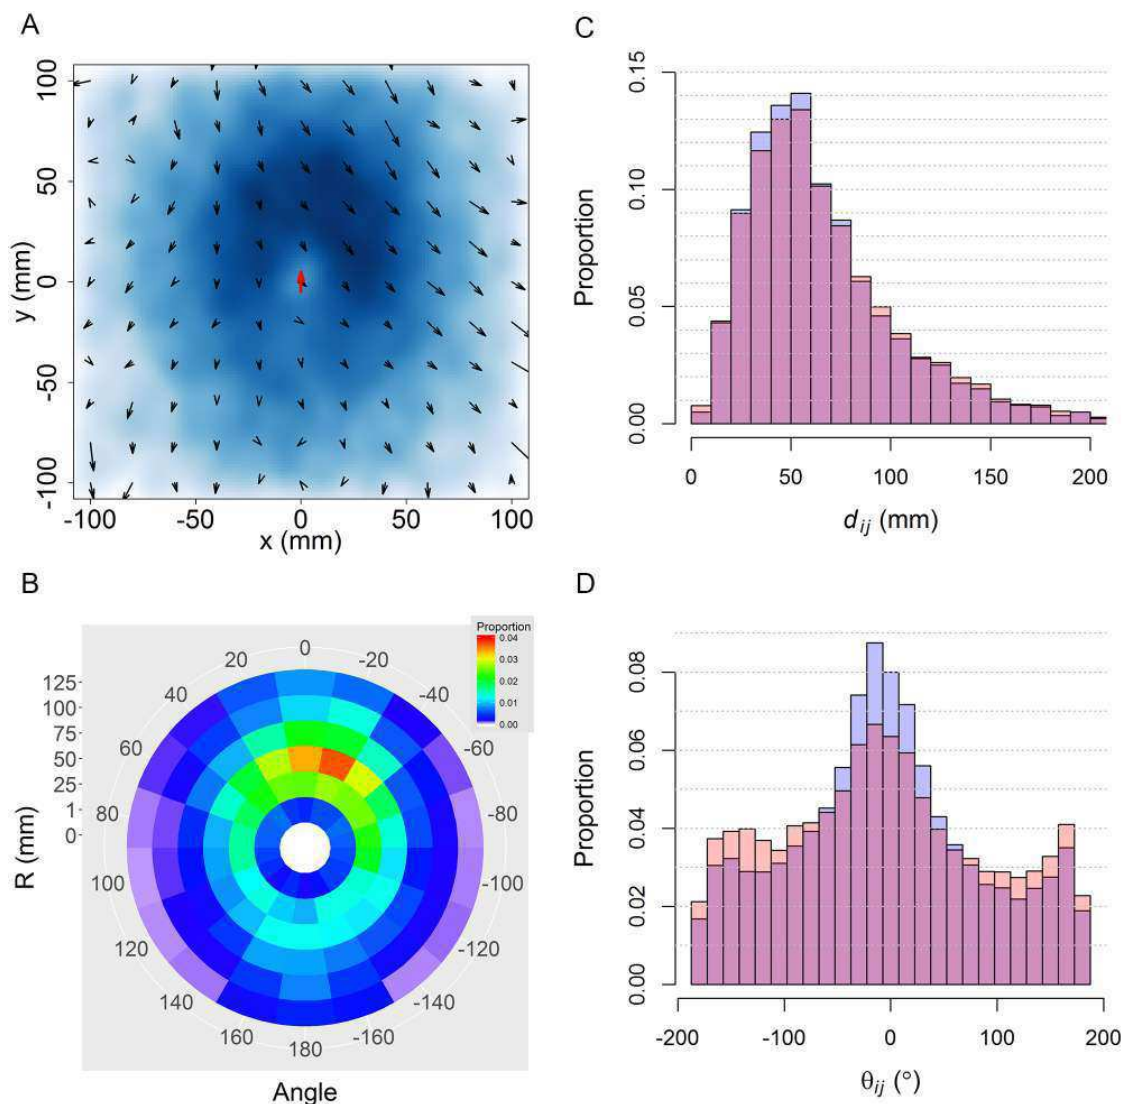 A
100
50
0
-50
-100
y (mm)
-100 -50 0 50 100
x (mm)
C
0.15
0.10
0.05
0.00
Proportion
0 50 100 150 200
d ij (mm)
B
Proportion
0.04
0.03
0.02
0.01
0.00
125
100
75
50
25
1
0
R (mm)
0
20 -20
40 -40
60 -60
80 -80
100 -100
120 -120
140 -140
160 -160
180
Angle
D
0.08
0.06
0.04
0.02
0.00
Proportion
-200 -100 0 100 200
θ ij (°)